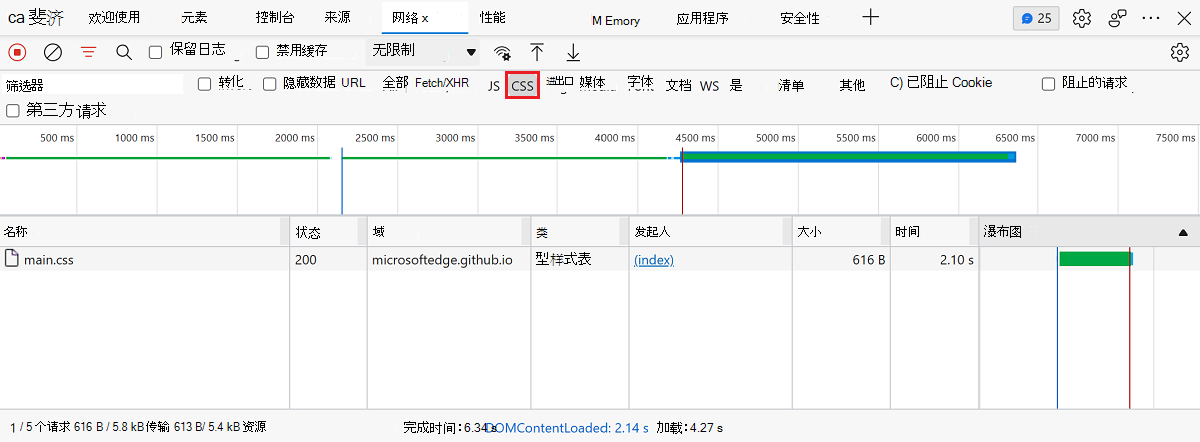 ca 斐济 欢迎使用 元素 控制台 来源 网络 x 性能 M Emory 应用程序 安全性 25
保留日志 禁用缓存 无限制
筛选器 转化 隐藏数据 URL 全部 Fetch/XHR JS CSS 进出口 媒体 字体 文档 WS 是 清单 其他 C) 已阻止 Cookie 阻止的请求
第三方请求
500 ms 1000 ms 1500 ms 2000 ms 2500 ms 3000 ms 3500 ms 4000 ms 4500 ms 5000 ms 5500 ms 6000 ms 6500 ms 7000 ms 7500 ms
名称 状态 域 类 发起人 大小 时间 瀑布图
main.css 200 microsoftedge.github.io 型样式表 (index) 616 B 2.10 s
1 / 5 个请求 616 B / 5.8 kB 传输 613 B/ 5.4 kB 资源 完成时间：6.34 s DOMContentLoaded: 2.14 s 加载：4.27 s